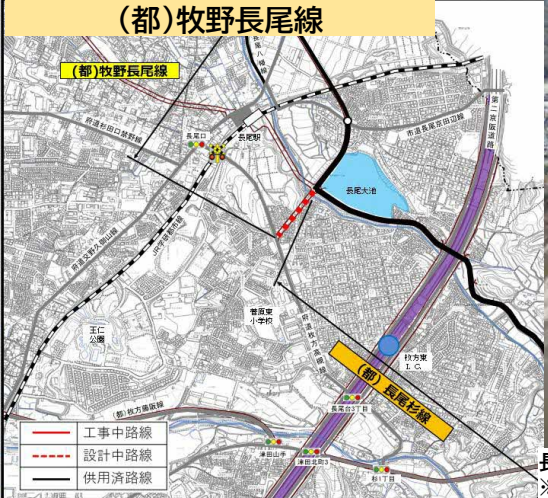 (都)牧野長尾線
(都)牧野長尾線
長尾八幡線
第二京阪道路
府道杉田口禁野線
長尾口
長尾駅
市道長尾京田辺線
長尾大池
府道交野久御山線
JR学研都市線
菅原東
小学校
王仁
公園
府道枚方高槻線
枚方東
I.C.
(都)長尾杉線
長尾台3丁目
(都)枚方藤阪線
津田山手
津田北町3
杉1丁目
工事中路線
設計中路線
供用済路線
長
※